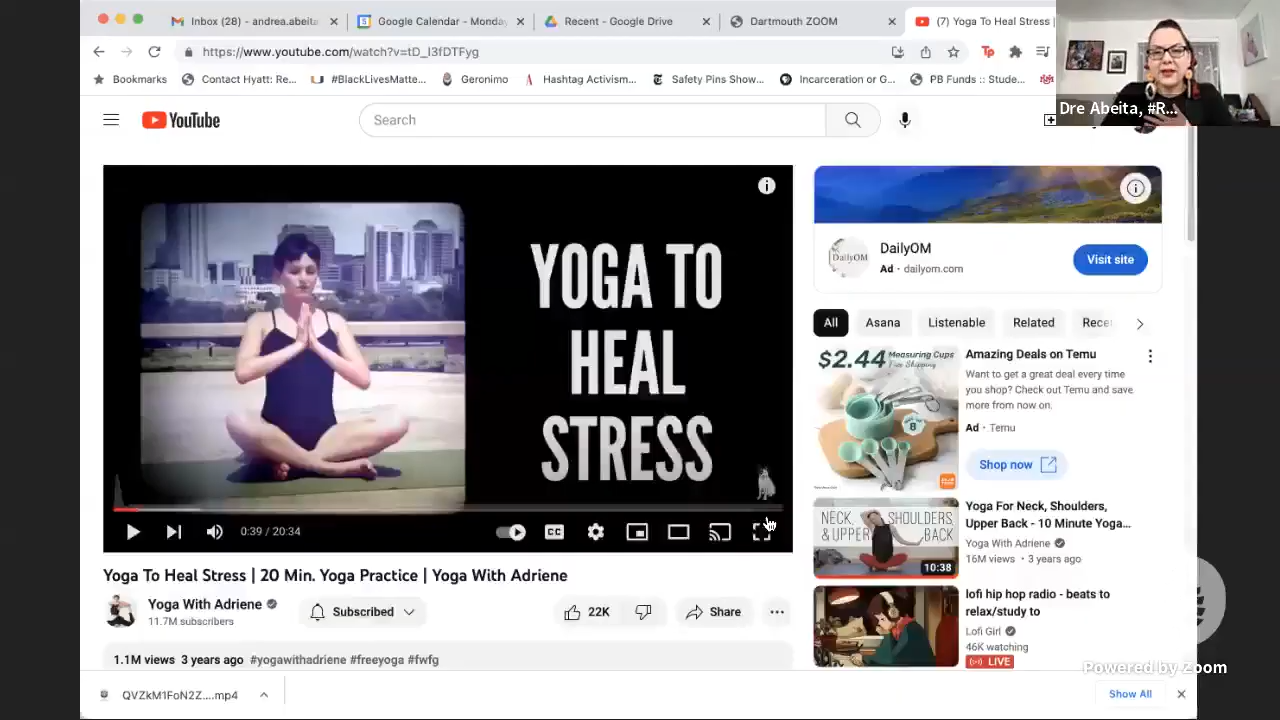 Inbox (28) - andrea.abeita
Google Calendar - Monday
Recent - Google Drive
Dartmouth ZOOM
(7) Yoga To Heal Stress |
https://www.youtube.com/watch?v=tD_I3fDTFyg
Bookmarks
Contact Hyatt: Re...
#BlackLivesMatte...
Geronimo
Hashtag Activism...
Safety Pins Show...
Incarceration or G...
PB Funds :: Stude...
Dre Abeita, #R...
YouTube
Search
YOGA TO
HEAL
STRESS
0:39 / 20:34
CC
Yoga To Heal Stress | 20 Min. Yoga Practice | Yoga With Adriene
Yoga With Adriene
11.7M subscribers
Subscribed
22K
Share
1.1M views 3 years ago #yogawithadriene #freeyoga #fwfg
DailyOM
DailyOM
Ad · dailyom.com
Visit site
All
Asana
Listenable
Related
Rece
$2.44 Measuring Cups
Free Shipping
8
Amazing Deals on Temu
Want to get a great deal every time
you shop? Check out Temu and save
more from now on.
Ad · Temu
Shop now
NECK, SHOULDERS,
& UPPER BACK
10:38
Yoga For Neck, Shoulders,
Upper Back - 10 Minute Yoga...
Yoga With Adriene
16M views · 3 years ago
lofi hip hop radio - beats to
relax/study to
Lofi Girl
46K watching
LIVE
QVZkM1FoN2Z....mp4
Show All
Powered by Zoom